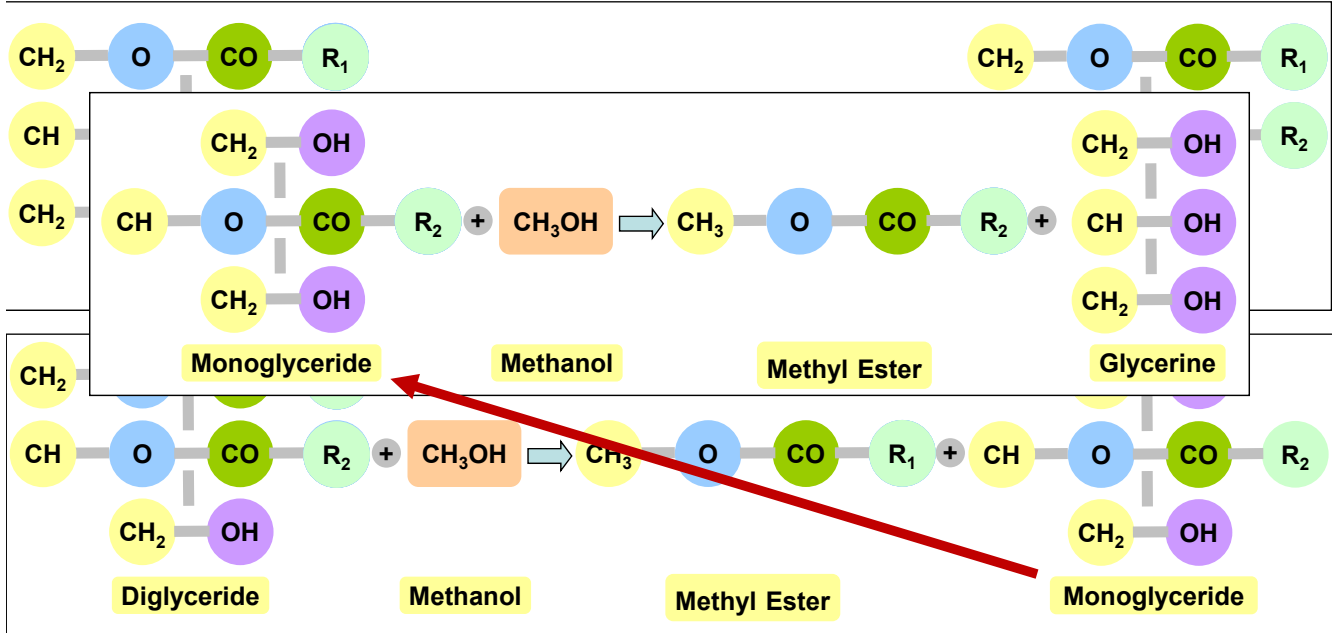 CH₂ O CO R₁ CH₂ O CO R₁
CH R₂
CH₂
CH₂ OH CH₂ OH
CH O CO R₂ + CH₃OH CH₃ O CO R₂ + CH OH
CH₂ OH CH₂ OH
Monoglyceride Methanol Methyl Ester Glycerine
CH₂
CH O CO R₂ + CH₃OH CH₃ O CO R₁ + CH O CO R₂
CH₂ OH CH₂ OH
Diglyceride Methanol Methyl Ester Monoglyceride